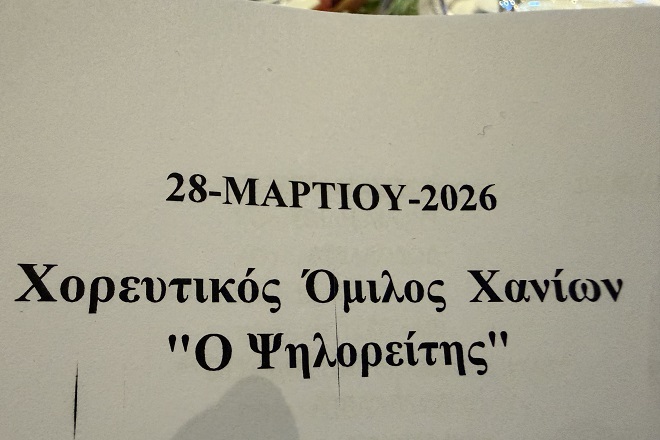 28-ΜΑΡΤΙΟΥ-2026
Χορευτικός Όμιλος Χανίων
"Ο Ψηλορείτης"